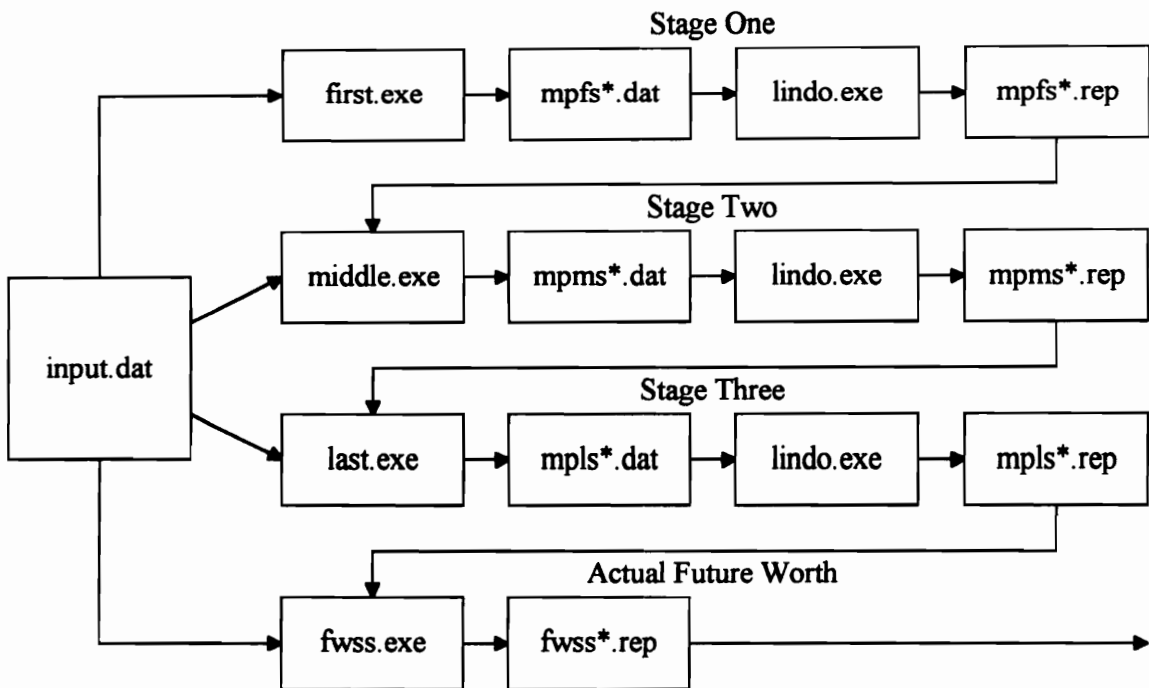 Stage One
first.exe
mpfs*.dat
lindo.exe
mpfs*.rep
Stage Two
middle.exe
mpms*.dat
lindo.exe
mpms*.rep
input.dat
Stage Three
last.exe
mpls*.dat
lindo.exe
mpls*.rep
Actual Future Worth
fwss.exe
fwss*.rep